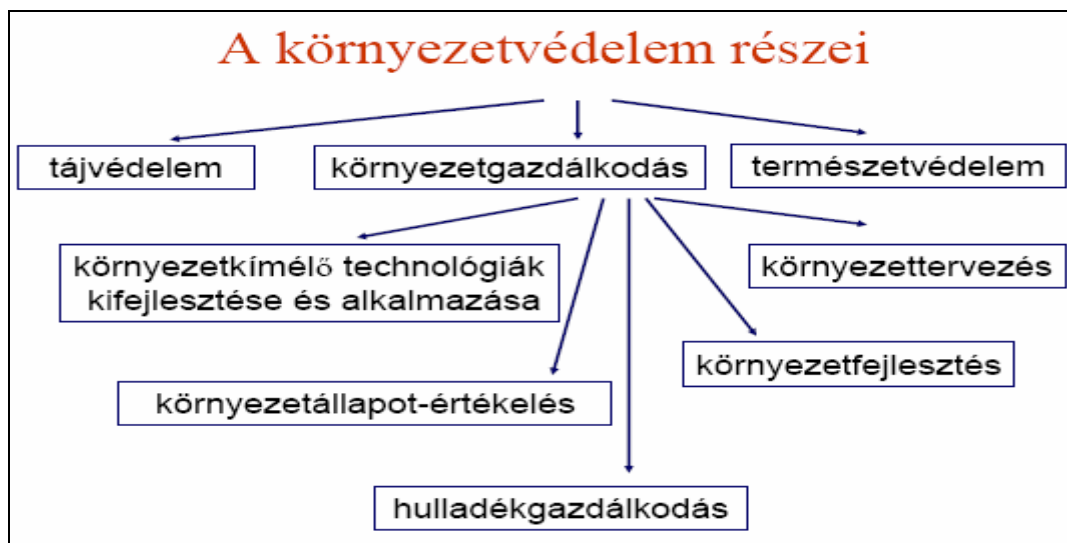 A környezetvédelem részei
tájvédelem
környezetgazdálkodás
természetvédelem
környezetkímélő technológiák
kifejlesztése és alkalmazása
környezettervezés
környezetfejlesztés
környezetállapot-értékelés
hulladékgazdálkodás